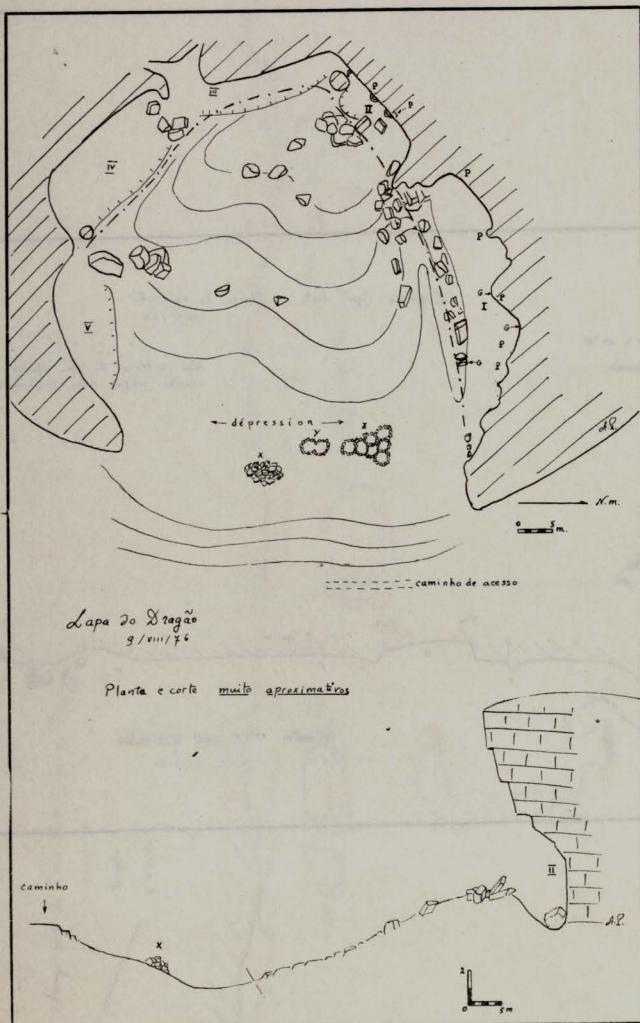 III
P
P
II
P
IV
P
P
G
P
I
G
V
P
G
P
dépression
A.P.
X
Y
Z
N.m.
0 5 m.
caminho de acesso
Lapa do Dragão
9/VIII/76
Planta e corte muito aproximativos
II
caminho
X
A.P.
2
0 5m